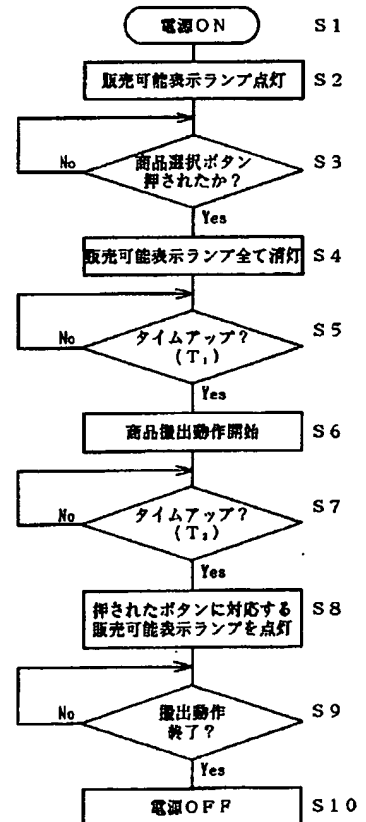 電源ON S1
販売可能表示ランプ点灯 S2
商品選択ボタン
押されたか? S3
No
Yes
販売可能表示ランプ全て消灯 S4
タイムアップ?
(T₁) S5
No
Yes
商品搬出動作開始 S6
タイムアップ?
(T₂) S7
No
Yes
押されたボタンに対応する
販売可能表示ランプを点灯 S8
搬出動作
終了? S9
No
Yes
電源OFF S10